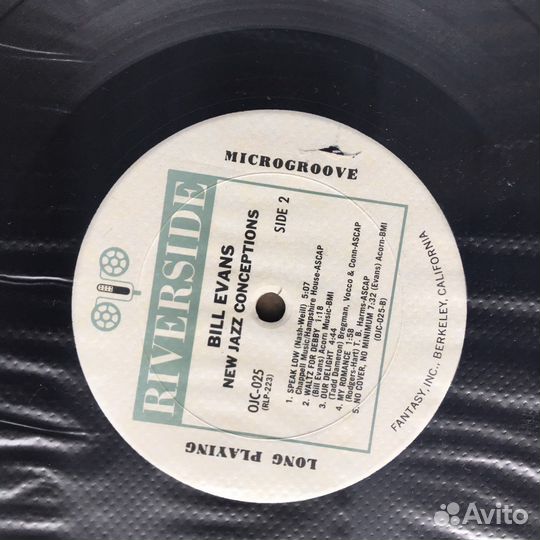 RIVERSIDE
BILL EVANS
NEW JAZZ CONCEPTIONS
OJC-025
(RLP-223)
SIDE 2
1. SPEAK LOW (Nash-Weill) 5:07
Chappell Music/Hampshire House-ASCAP
2. WALTZ FOR DEBBY 1:18
(Bill Evans) Acorn Music-BMI
3. OUR DELIGHT 4:44
(Tadd Dameron) Bregman, Vocco & Conn-ASCAP
4. MY ROMANCE 1:58
(Rodgers-Hart) T. B. Harms-ASCAP
5. NO COVER, NO MINIMUM 7:32 (Evans) Acorn-BMI
(OJC-025-B)
LONG PLAYING
MICROGROOVE
FANTASY, INC., BERKELEY, CALIFORNIA
Avito